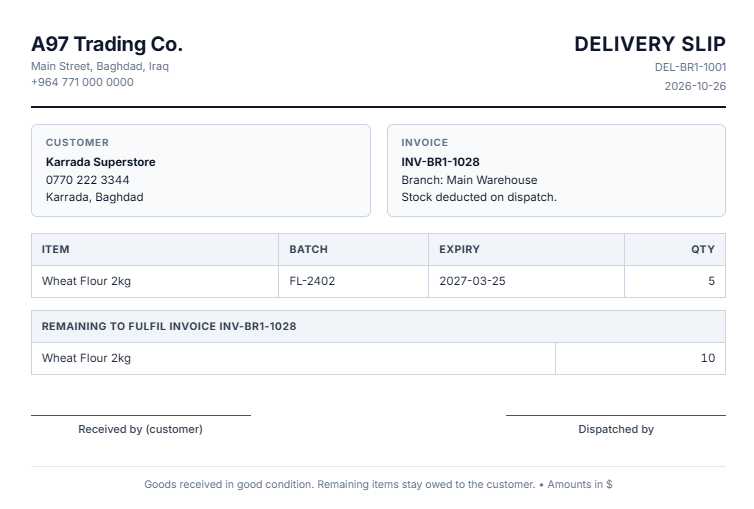 A97 Trading Co.
Main Street, Baghdad, Iraq
+964 771 000 0000
DELIVERY SLIP
DEL-BR1-1001
2026-10-26
CUSTOMER
Karrada Superstore
0770 222 3344
Karrada, Baghdad
INVOICE
INV-BR1-1028
Branch: Main Warehouse
Stock deducted on dispatch.
ITEM BATCH EXPIRY QTY
Wheat Flour 2kg FL-2402 2027-03-25 5
REMAINING TO FULFIL INVOICE INV-BR1-1028
Wheat Flour 2kg 10
Received by (customer) Dispatched by
Goods received in good condition. Remaining items stay owed to the customer. • Amounts in $